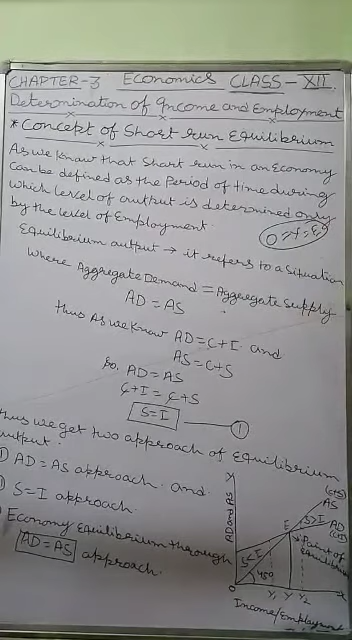 CHAPTER-3 Economics CLASS-XII
Determination of Income and Employment
* Concept of Short run Equilibrium
As we know that Short run in an Economy
can be defined as the Period of time during
Which level of output is determined only
by the level of Employment.
Equilibrium output → it refers to a Situation
Where Aggregate Demand = Aggregate Supply
AD = AS
thus As we know AD = C+I and
AS = C+S
So. AD = AS
C+I = C+S
S=I ①
thus we get two approach of Equilibrium
output.
① AD = AS approach. and
① S=I approach.
Economy Equilibrium through
AD=AS approach.
Y
AD and AS
(C+S)
AS
S>I AD
(C+I)
E
Point of
Equilibrium
S<I
45°
O Y₁ Y Y₂ X
Income/Employment